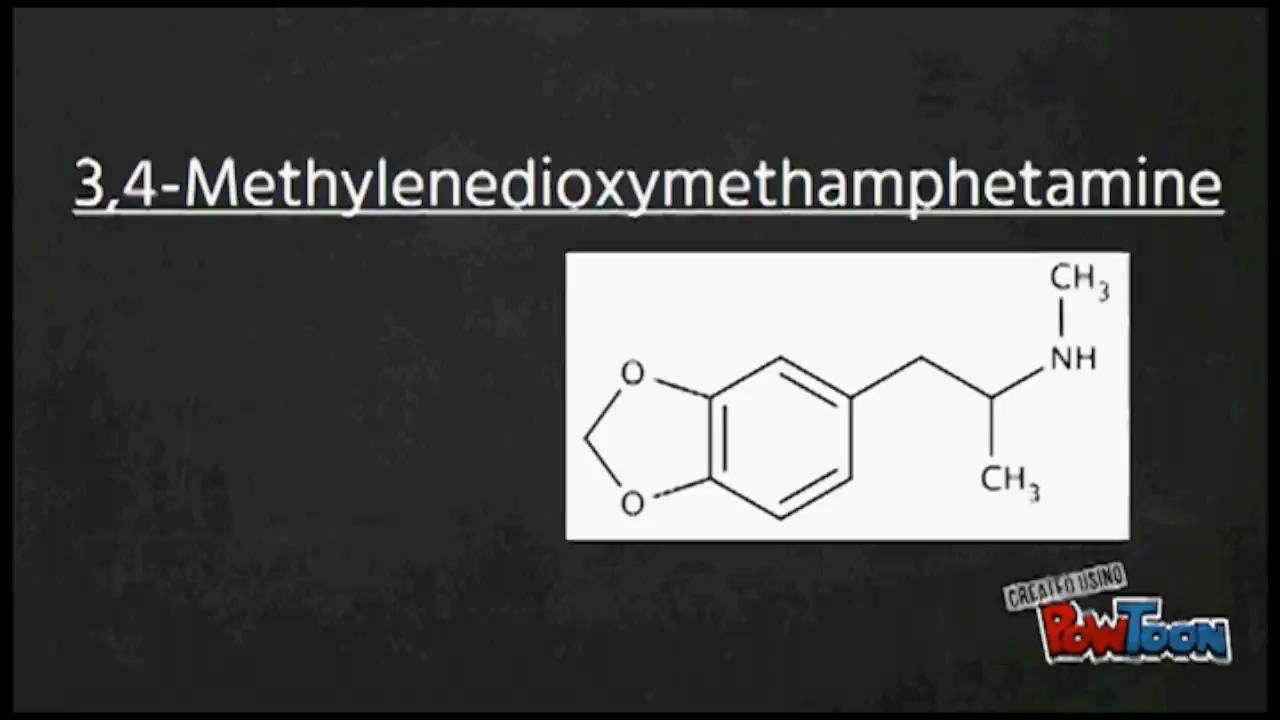 3,4-Methylenedioxymethamphetamine
CH3
O
NH
O
CH3
CREATED USING
POWTOON